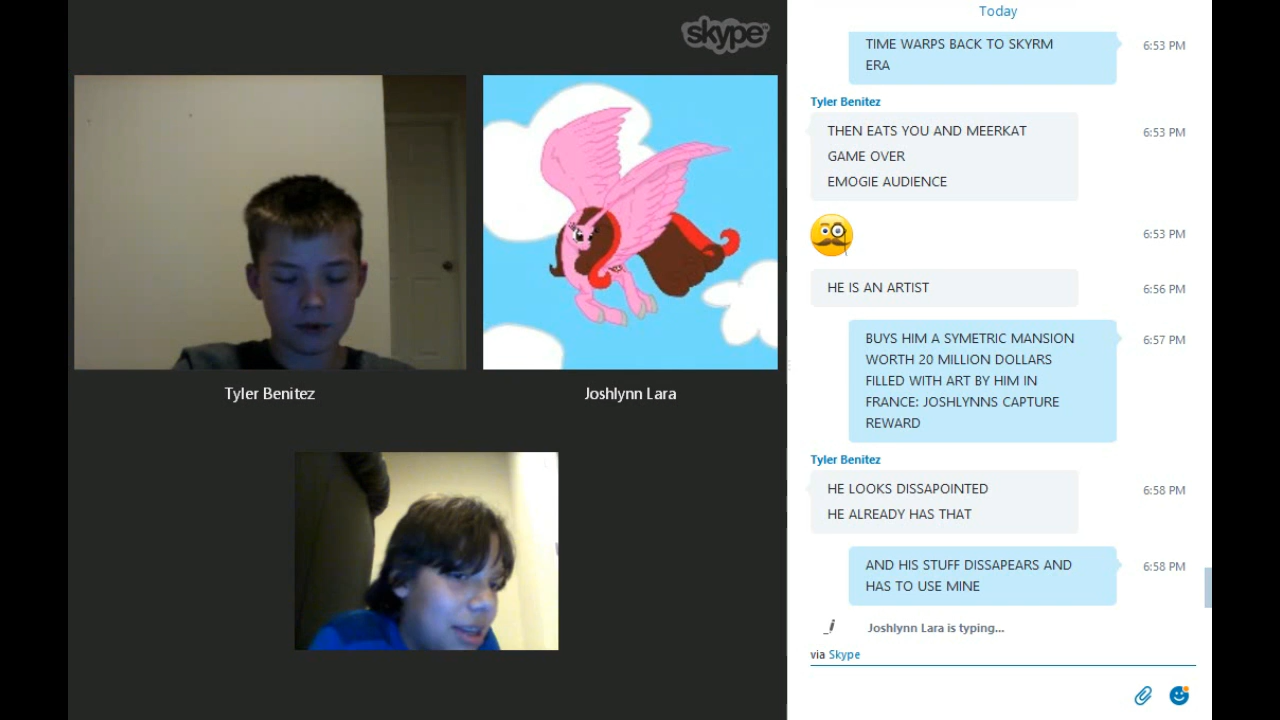 skype
Tyler Benitez
Joshlynn Lara
Today
TIME WARPS BACK TO SKYRM
ERA
6:53 PM
Tyler Benitez
THEN EATS YOU AND MEERKAT
6:53 PM
GAME OVER
EMOGIE AUDIENCE
6:53 PM
HE IS AN ARTIST
6:56 PM
BUYS HIM A SYMETRIC MANSION
6:57 PM
WORTH 20 MILLION DOLLARS
FILLED WITH ART BY HIM IN
FRANCE: JOSHLYNNS CAPTURE
REWARD
Tyler Benitez
HE LOOKS DISSAPOINTED
6:58 PM
HE ALREADY HAS THAT
AND HIS STUFF DISSAPEARS AND
6:58 PM
HAS TO USE MINE
Joshlynn Lara is typing...
via Skype